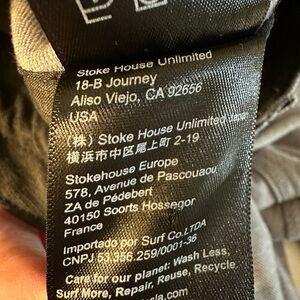 Stoke House Unlimited
18-B Journey
Aliso Viejo, CA 92656
USA
(株) Stoke House Unlimited Japan
横浜市中区尾上町 2-19
Stokehouse Europe
578, Avenue de Pascouaou
ZA de Pédebert
40150 Soorts Hossegor
France
Importado por Surf Co.LTDA
CNPJ 53.356.259/0001-36
Care for our planet: Wash Less,
Surf More, Repair, Reuse, Recycle.